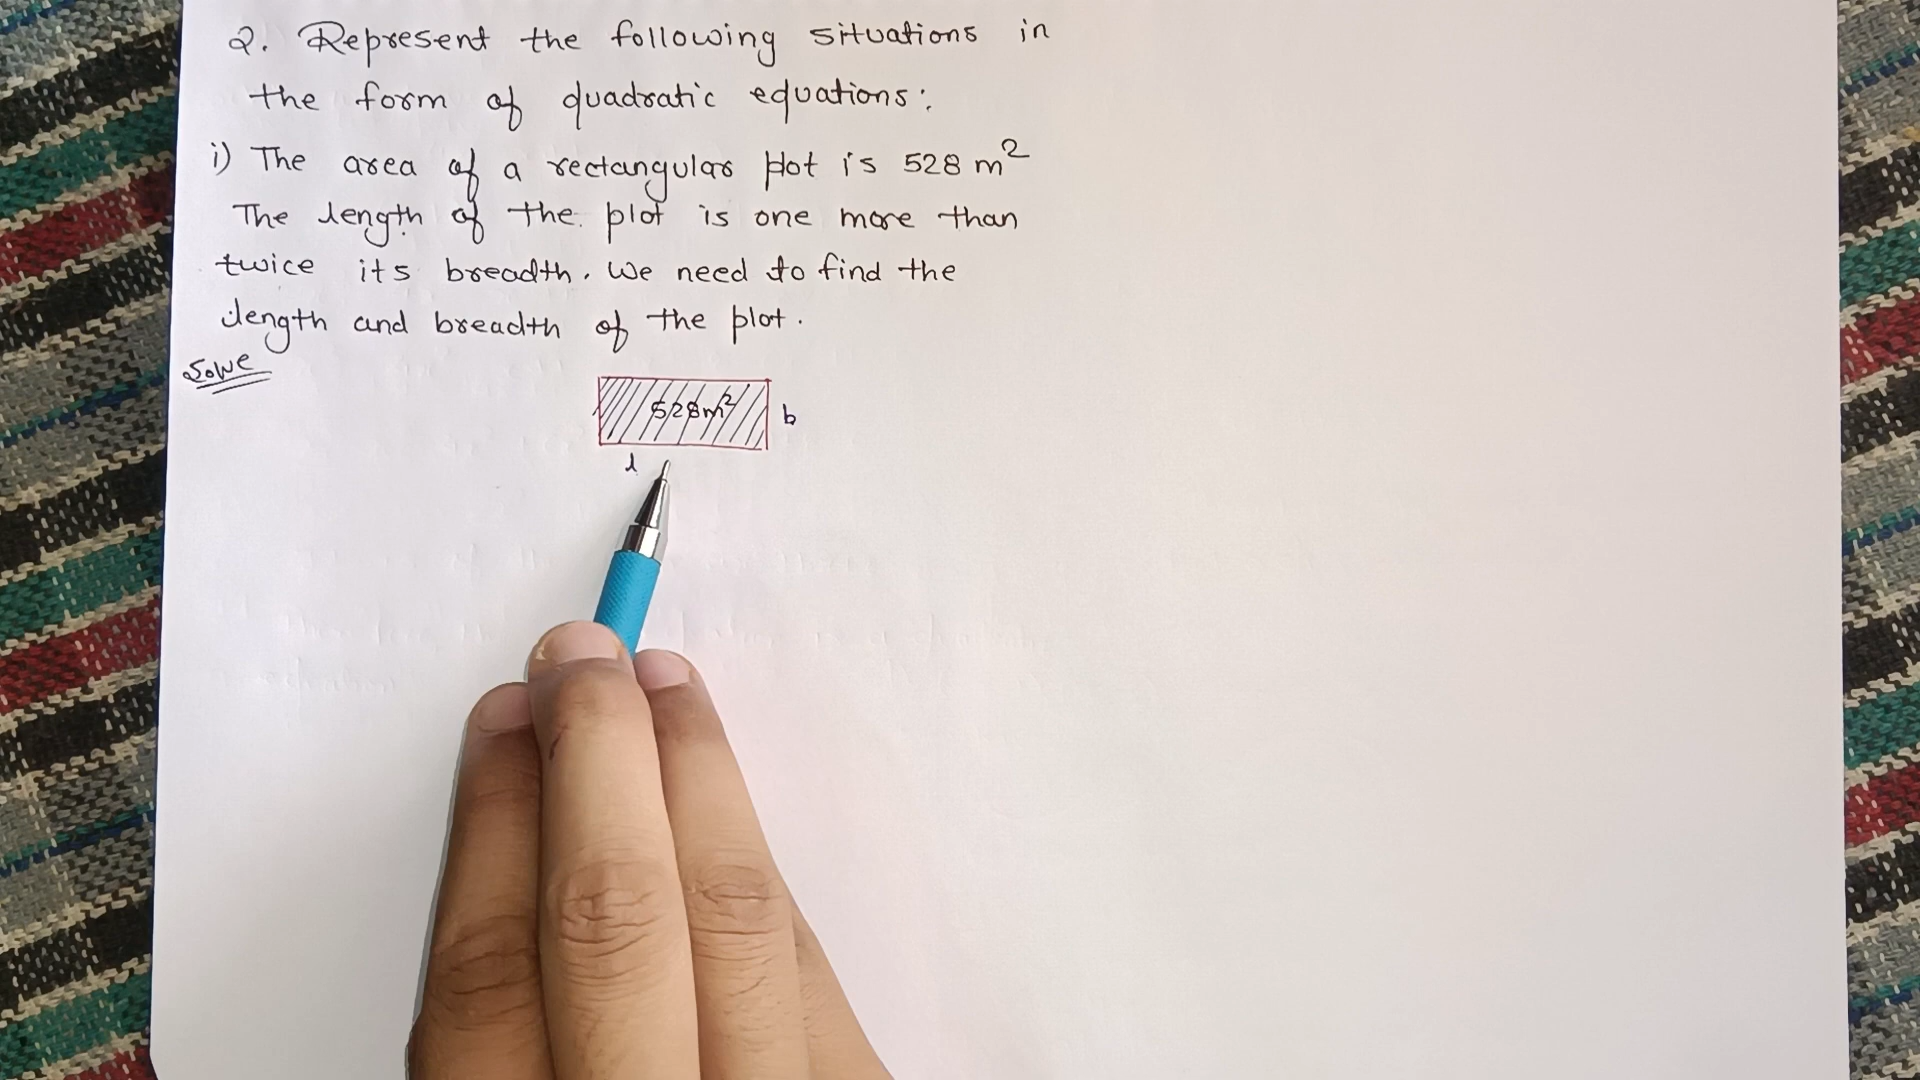 2. Represent the following situations in
the form of quadratic equations:
i) The area of a rectangular plot is 528 m²
The length of the plot is one more than
twice its breadth. We need to find the
length and breadth of the plot.
Solve
528m²
b
l